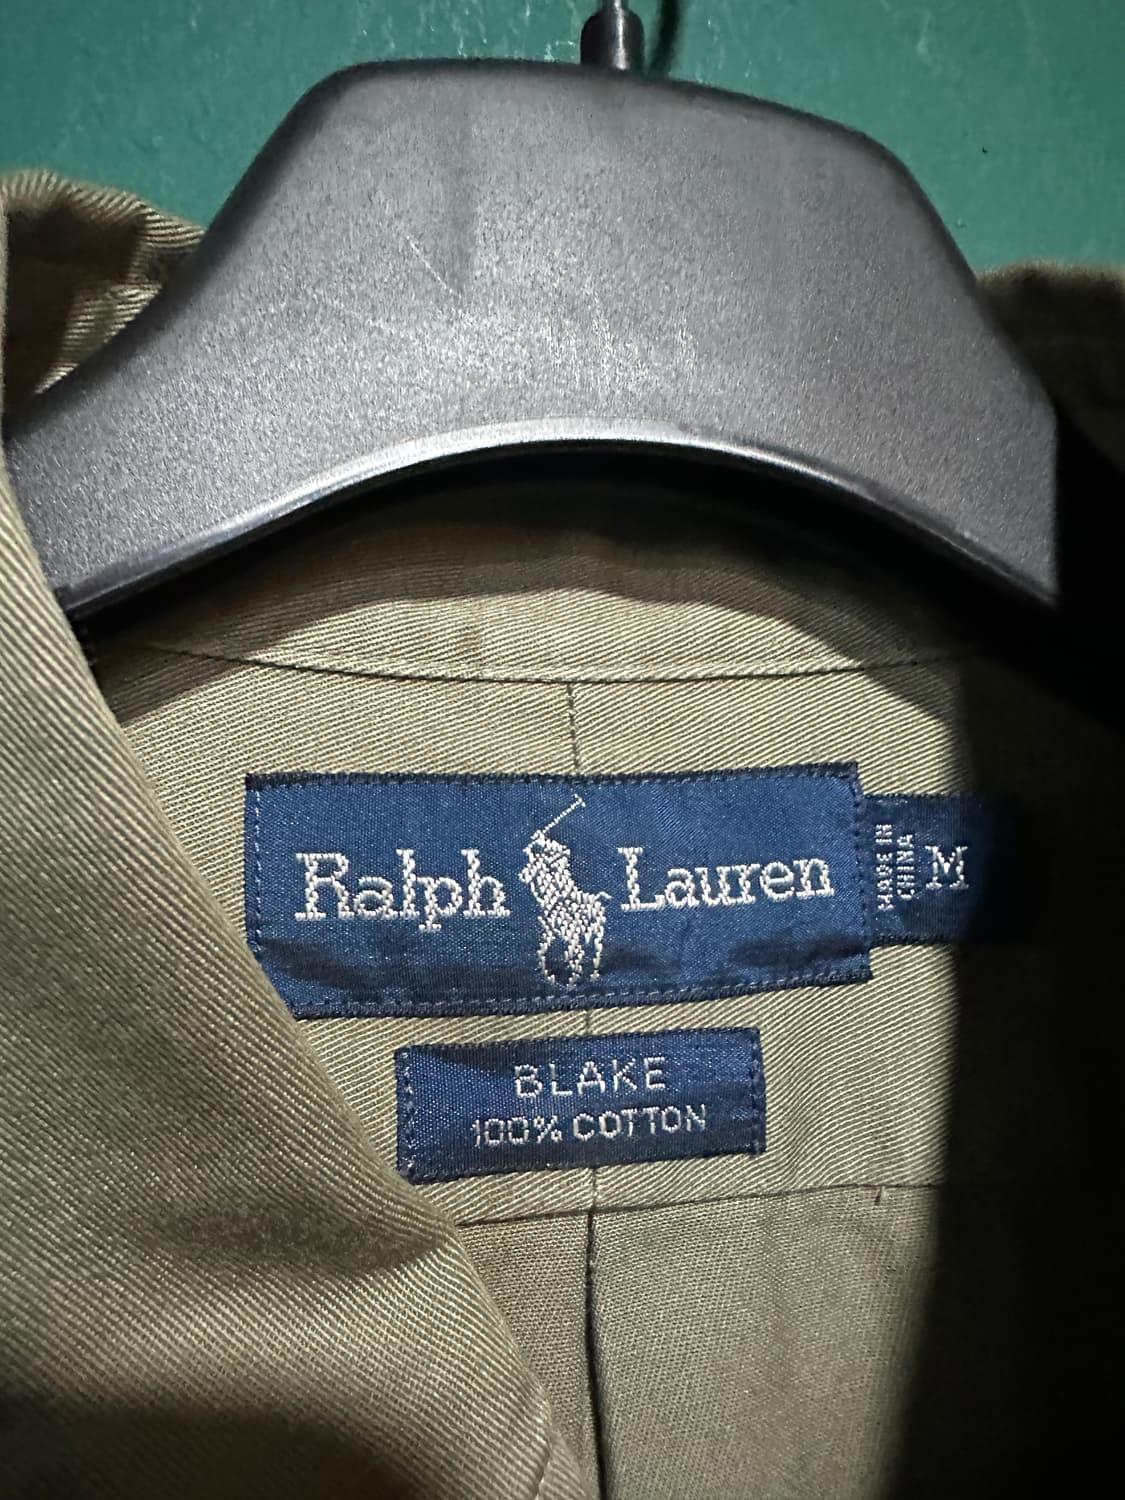 Ralph Lauren
MADE IN
CHINA
M
BLAKE
100% COTTON